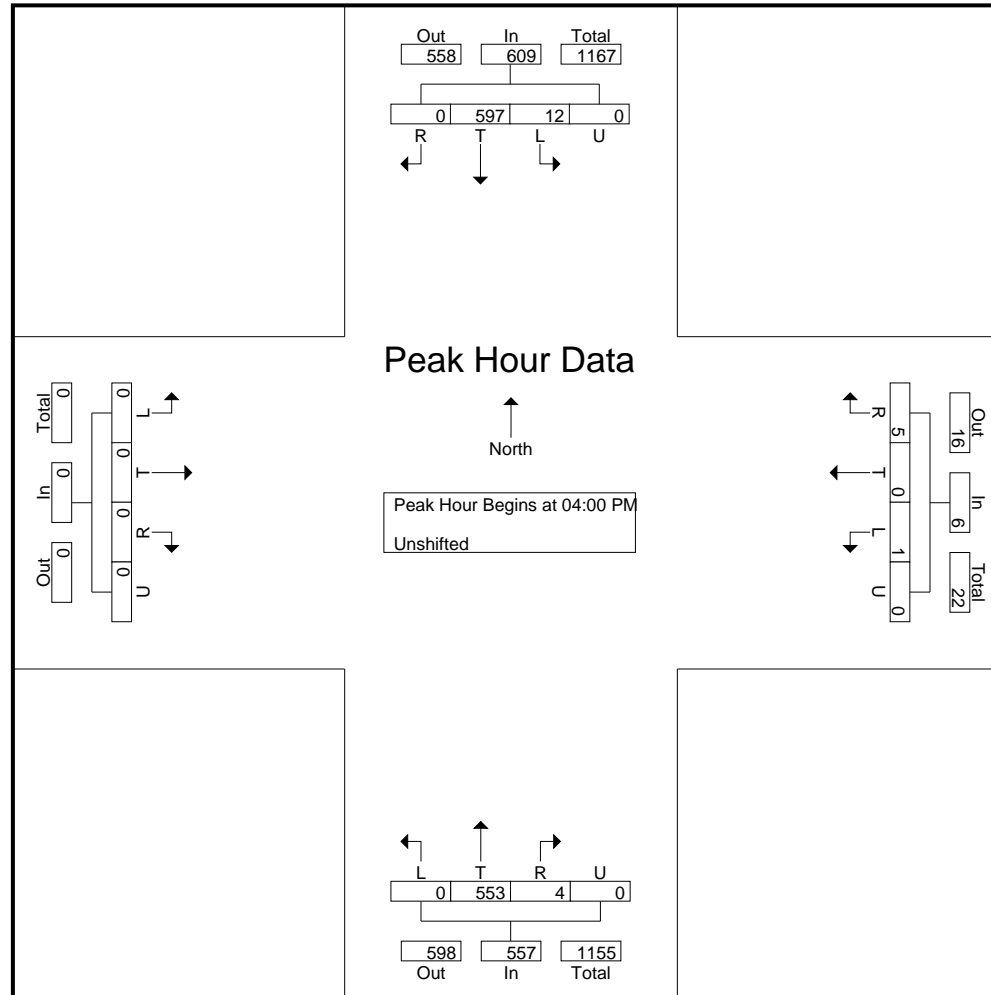 Out In Total
558 609 1167
0 597 12 0
R T L U
Peak Hour Data
North
Peak Hour Begins at 04:00 PM
Unshifted
Total In Out
0 0 0
0 0 0 0
L T R U
R T L U
5 0 1 0
Out In Total
16 6 22
L T R U
0 553 4 0
598 557 1155
Out In Total